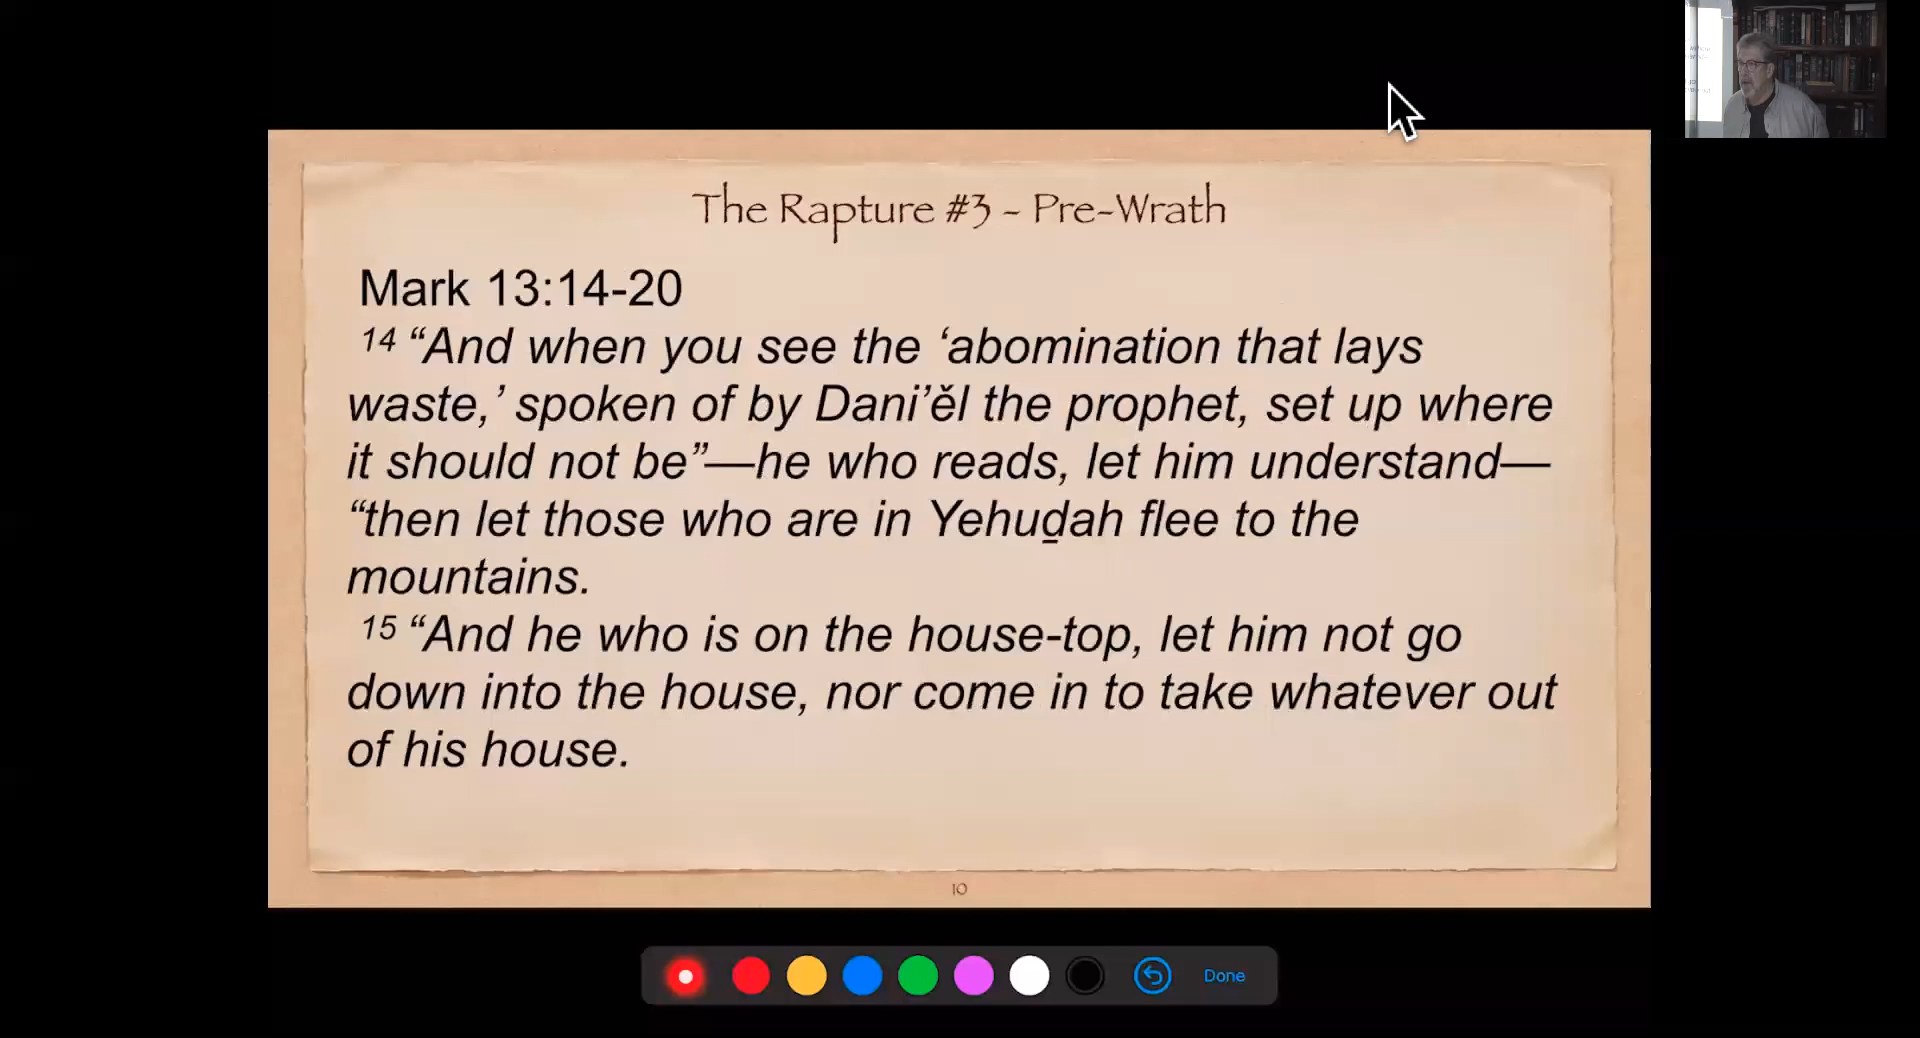 The Rapture #3 - Pre-Wrath
Mark 13:14-20
14 “And when you see the ‘abomination that lays
waste,’ spoken of by Dani’ĕl the prophet, set up where
it should not be”—he who reads, let him understand—
“then let those who are in Yehuḏah flee to the
mountains.
15 “And he who is on the house-top, let him not go
down into the house, nor come in to take whatever out
of his house.
10
Done